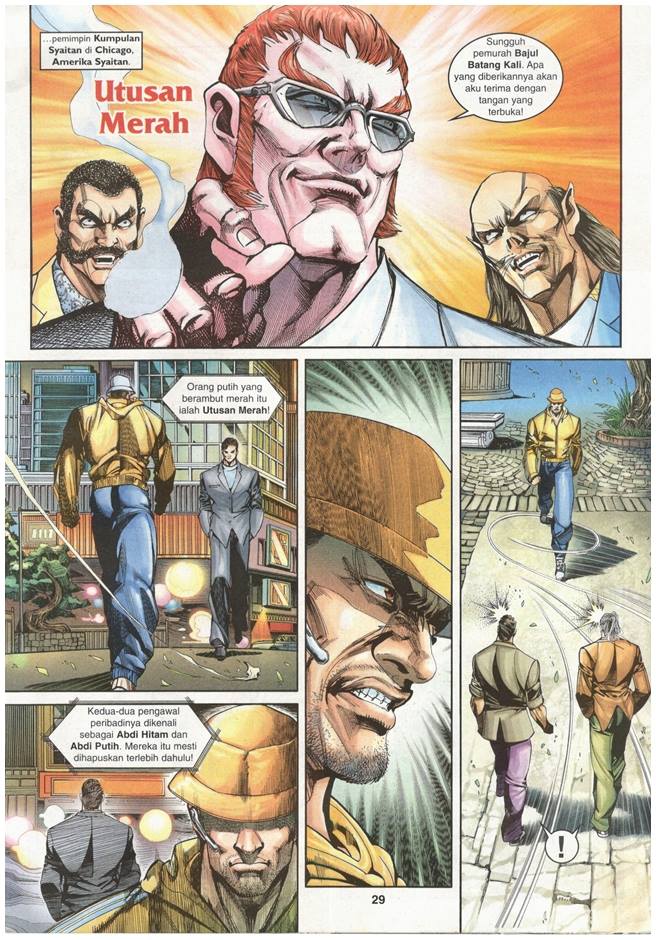 ...pemimpin Kumpulan
Syaitan di Chicago,
Amerika Syaitan.
Utusan
Merah
Sungguh
pemurah Bajul
Batang Kali. Apa
yang diberikannya akan
aku terima dengan
tangan yang
terbuka!
Orang putih yang
berambut merah itu
ialah Utusan Merah!
Kedua-dua pengawal
peribadinya dikenali
sebagai Abdi Hitam dan
Abdi Putih. Mereka itu mesti
dihapuskan terlebih dahulu!
!
29